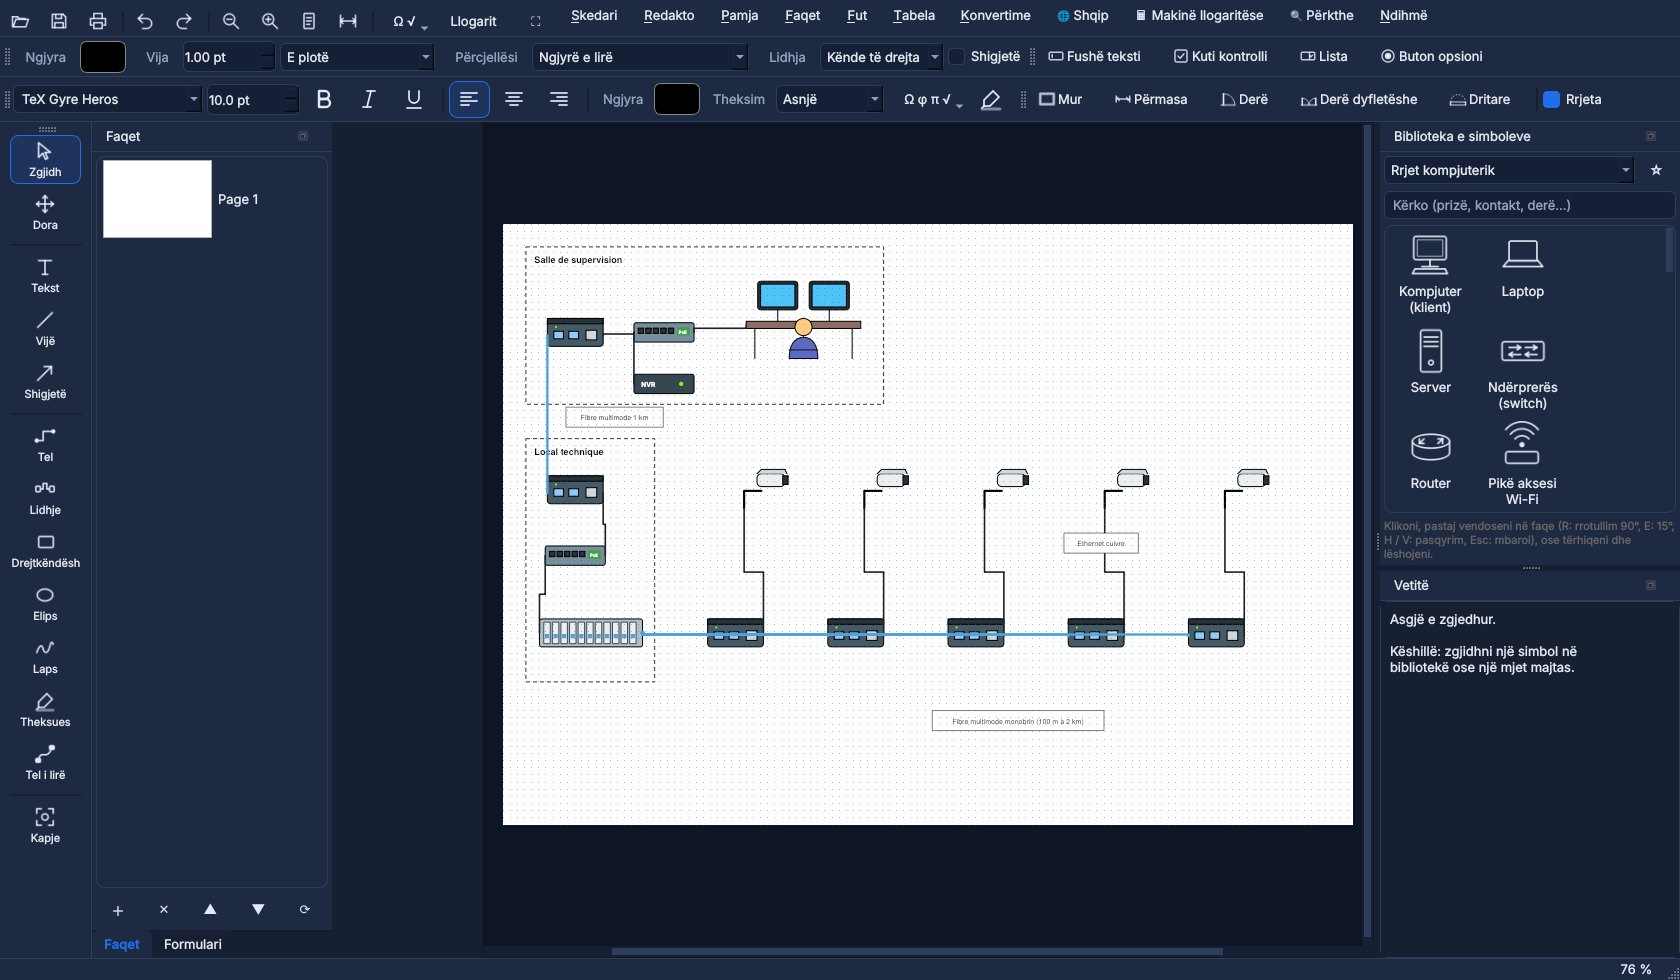 Ω √
Llogarit
Skedari
Redakto
Pamja
Faqet
Fut
Tabela
Konvertime
Shqip
Makinë llogaritëse
Përkthe
Ndihmë
Ngjyra
Vija
1.00 pt
E plotë
Përcjellësi
Ngjyrë e lirë
Lidhja
Kënde të drejta
Shigjetë
Fushë teksti
Kuti kontrolli
Lista
Buton opsioni
TeX Gyre Heros
10.0 pt
B
I
U
Ngjyra
Theksim
Asnjë
Ω φ π √
Mur
Përmasa
Derë
Derë dyfletëshe
Dritare
Rrjeta
Zgjidh
Dora
Tekst
Vijë
Shigjetë
Tel
Lidhje
Drejtkëndësh
Elips
Laps
Theksues
Tel i lirë
Kapje
Faqet
Page 1
Faqet
Formulari
Salle de supervision
PoE
NVR
Fibre multimode 1 km
Local technique
PoE
Ethernet cuivre
Fibre multimode monobrin (100 m à 2 km)
Biblioteka e simboleve
Rrjet kompjuterik
Kërko (prizë, kontakt, derë...)
Kompjuter
(klient)
Laptop
Server
Ndërprerës
(switch)
Router
Pikë aksesi
Wi-Fi
Klikoni, pastaj vendoseni në faqe (R: rrotullim 90°, E: 15°,
H / V: pasqyrim, Esc: mbaroi), ose tërhiqeni dhe
lëshojeni.
Vetitë
Asgjë e zgjedhur.
Këshillë: zgjidhni një simbol në
bibliotekë ose një mjet majtas.
76 %